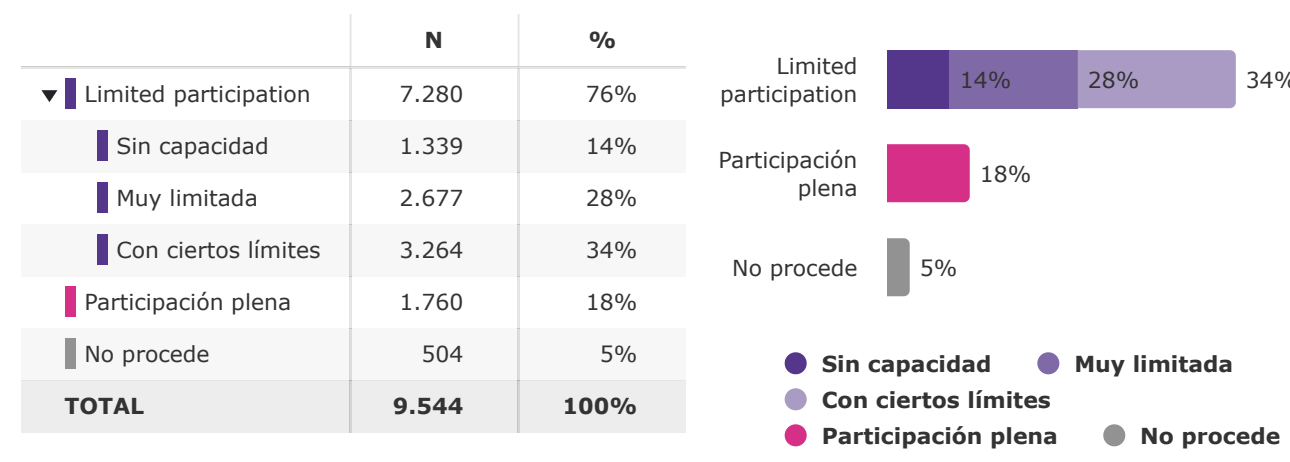 N %
▼ Limited participation 7.280 76%
Sin capacidad 1.339 14%
Muy limitada 2.677 28%
Con ciertos límites 3.264 34%
Participación plena 1.760 18%
No procede 504 5%
TOTAL 9.544 100%
Limited
participation
14% 28% 34%
Participación
plena
18%
No procede 5%
Sin capacidad Muy limitada
Con ciertos límites
Participación plena No procede